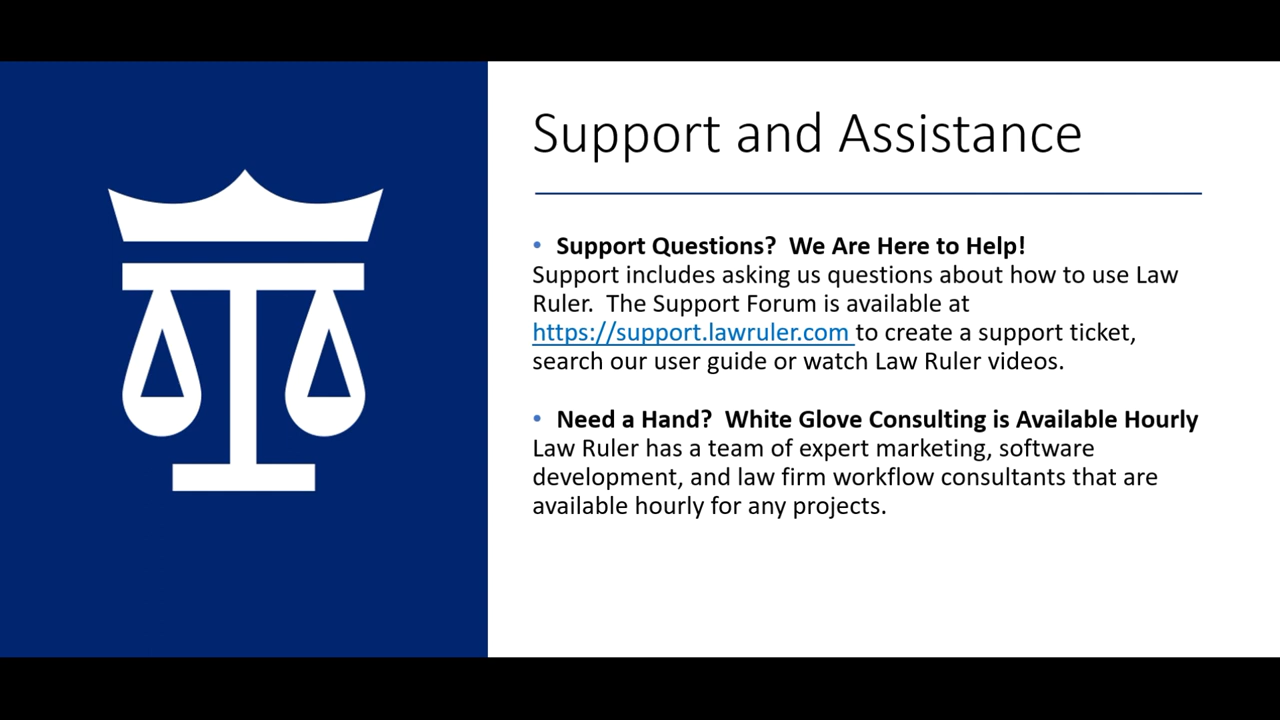 Support and Assistance
• Support Questions?  We Are Here to Help!
Support includes asking us questions about how to use Law
Ruler.  The Support Forum is available at
https://support.lawruler.com to create a support ticket,
search our user guide or watch Law Ruler videos.
• Need a Hand?  White Glove Consulting is Available Hourly
Law Ruler has a team of expert marketing, software
development, and law firm workflow consultants that are
available hourly for any projects.